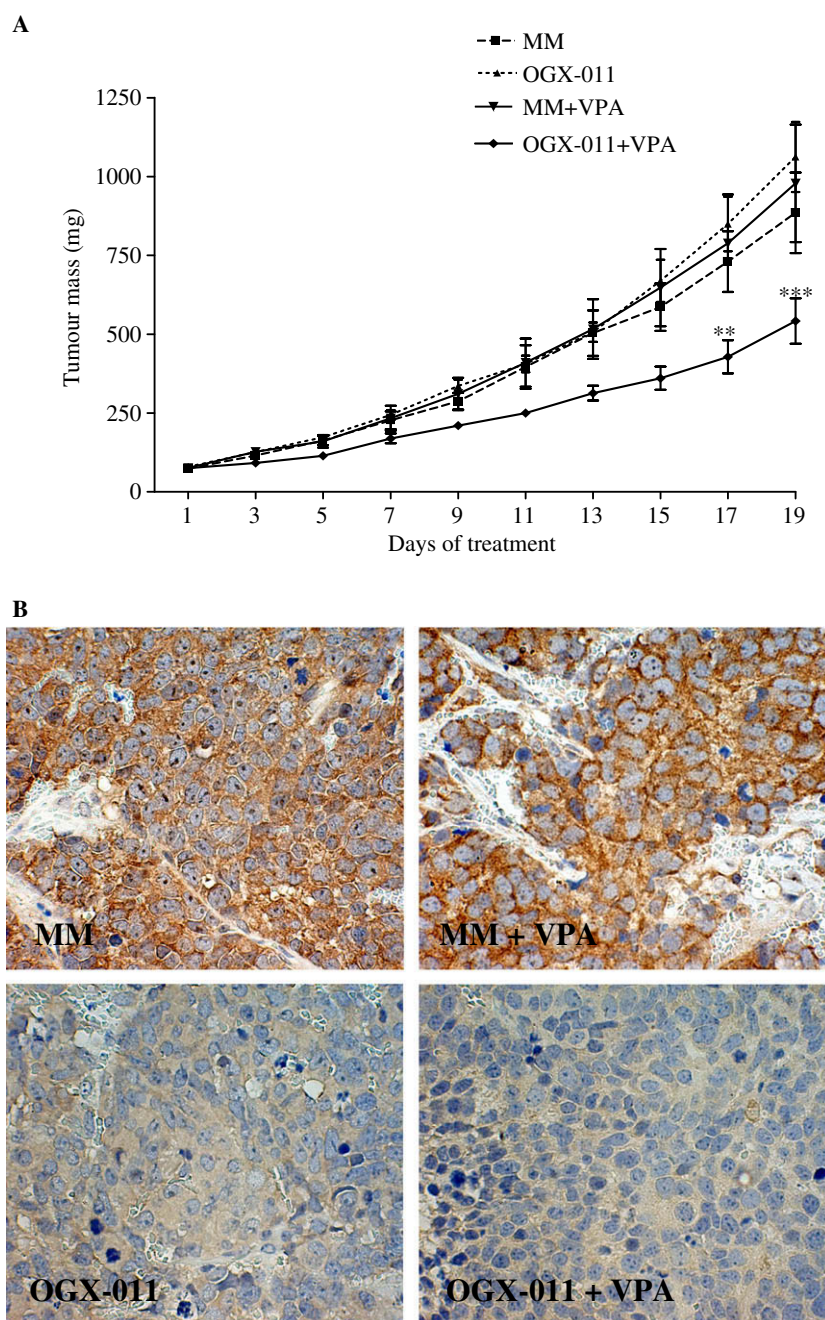 A
MM
OGX-011
MM+VPA
OGX-011+VPA
1250
1000
750
500
250
0
Tumour mass (mg)
**
***
1 3 5 7 9 11 13 15 17 19
Days of treatment
B
MM
MM + VPA
OGX-011
OGX-011 + VPA